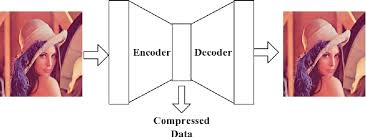 Encoder
Decoder
Compressed
Data